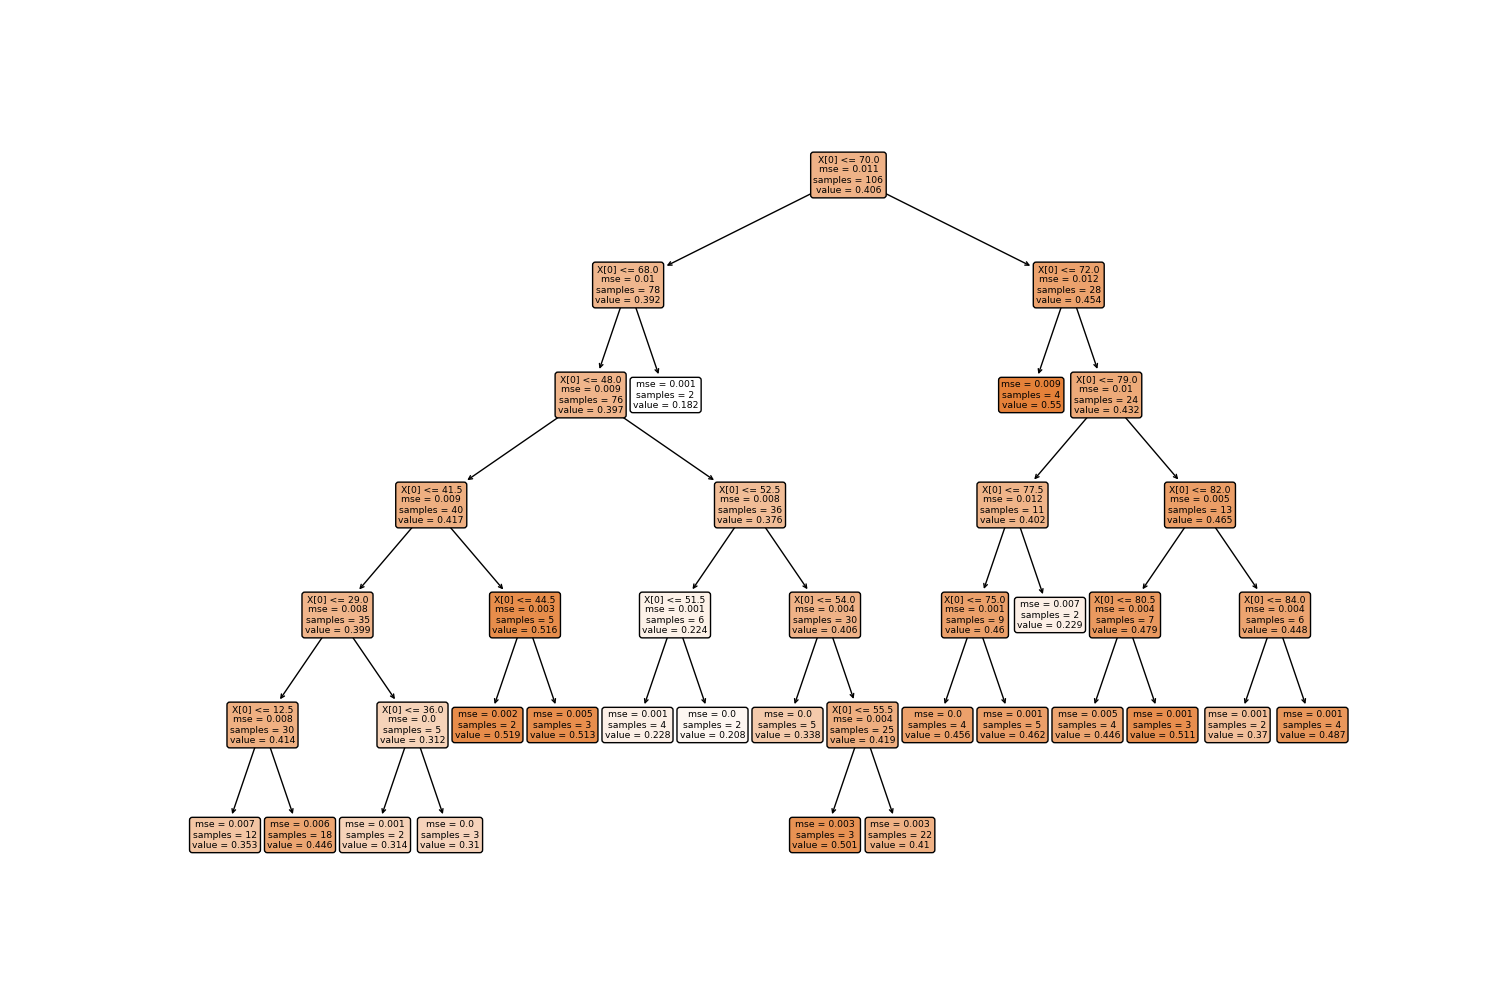 X[0] <= 70.0
mse = 0.011
samples = 106
value = 0.406
X[0] <= 68.0
mse = 0.01
samples = 78
value = 0.392
X[0] <= 72.0
mse = 0.012
samples = 28
value = 0.454
X[0] <= 48.0
mse = 0.009
samples = 76
value = 0.397
mse = 0.001
samples = 2
value = 0.182
mse = 0.009
samples = 4
value = 0.55
X[0] <= 79.0
mse = 0.01
samples = 24
value = 0.432
X[0] <= 41.5
mse = 0.009
samples = 40
value = 0.417
X[0] <= 52.5
mse = 0.008
samples = 36
value = 0.376
X[0] <= 77.5
mse = 0.012
samples = 11
value = 0.402
X[0] <= 82.0
mse = 0.005
samples = 13
value = 0.465
X[0] <= 29.0
mse = 0.008
samples = 35
value = 0.399
X[0] <= 44.5
mse = 0.003
samples = 5
value = 0.516
X[0] <= 51.5
mse = 0.001
samples = 6
value = 0.224
X[0] <= 54.0
mse = 0.004
samples = 30
value = 0.406
X[0] <= 75.0
mse = 0.001
samples = 9
value = 0.46
mse = 0.007
samples = 2
value = 0.229
X[0] <= 80.5
mse = 0.004
samples = 7
value = 0.479
X[0] <= 84.0
mse = 0.004
samples = 6
value = 0.448
X[0] <= 12.5
mse = 0.008
samples = 30
value = 0.414
X[0] <= 36.0
mse = 0.0
samples = 5
value = 0.312
mse = 0.002
samples = 2
value = 0.519
mse = 0.005
samples = 3
value = 0.513
mse = 0.001
samples = 4
value = 0.228
mse = 0.0
samples = 2
value = 0.208
mse = 0.0
samples = 5
value = 0.338
X[0] <= 55.5
mse = 0.004
samples = 25
value = 0.419
mse = 0.0
samples = 4
value = 0.456
mse = 0.001
samples = 5
value = 0.462
mse = 0.005
samples = 4
value = 0.446
mse = 0.001
samples = 3
value = 0.511
mse = 0.001
samples = 2
value = 0.37
mse = 0.001
samples = 4
value = 0.487
mse = 0.007
samples = 12
value = 0.353
mse = 0.006
samples = 18
value = 0.446
mse = 0.001
samples = 2
value = 0.314
mse = 0.0
samples = 3
value = 0.31
mse = 0.003
samples = 3
value = 0.501
mse = 0.003
samples = 22
value = 0.41